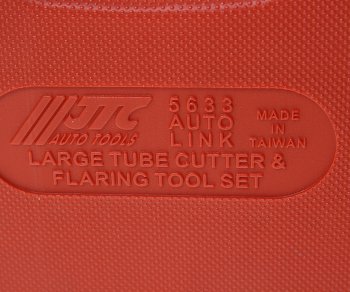 JTC
AUTO TOOLS
5633
AUTO
LINK
MADE
IN
TAIWAN
LARGE TUBE CUTTER &
FLARING TOOL SET